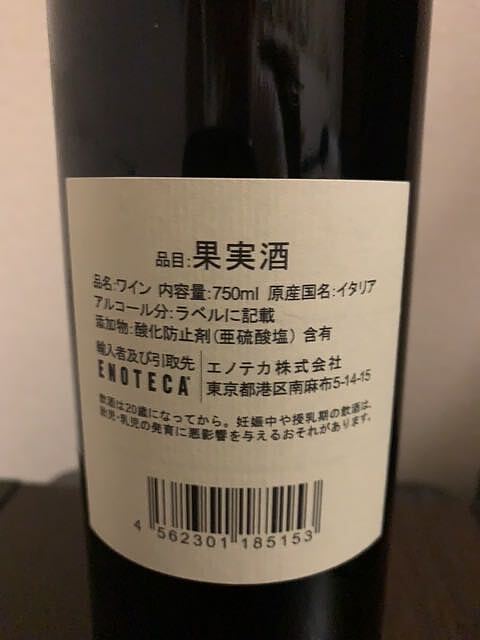 品目:果実酒
品名:ワイン 内容量:750ml 原産国名:イタリア
アルコール分:ラベルに記載
添加物:酸化防止剤(亜硫酸塩) 含有
輸入者及び引取先 エノテカ株式会社
ENOTECA 東京都港区南麻布5-14-15
飲酒は20歳になってから。妊娠中や授乳期の飲酒は、
胎児・乳児の発育に悪影響を与えるおそれがあります。
4 562301 185153